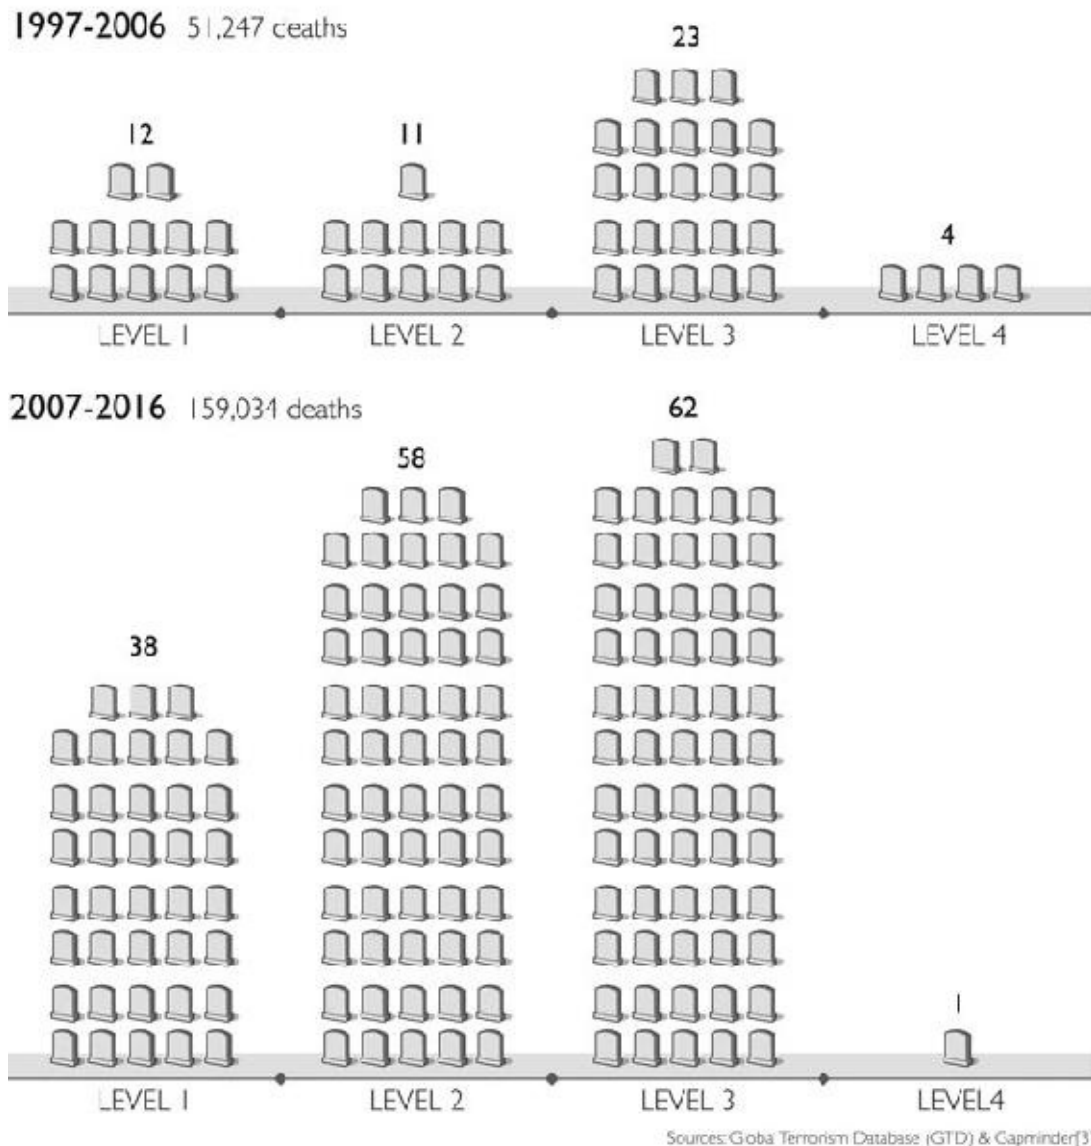 1997-2006 51,247 ceaths
23
12
11
4
LEVEL 1
LEVEL 2
LEVEL 3
LEVEL 4
2007-2016 159,034 deaths
62
58
38
1
LEVEL 1
LEVEL 2
LEVEL 3
LEVEL4
Sources: Globa Terrorism Database (GTD) & Gapminder[3